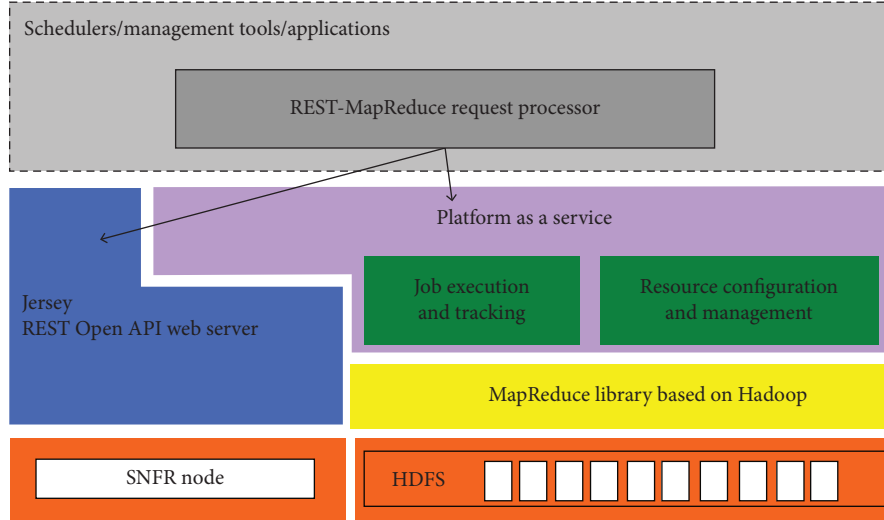 Schedulers/management tools/applications
REST-MapReduce request processor
Platform as a service
Job execution
and tracking
Resource configuration
and management
Jersey
REST Open API web server
MapReduce library based on Hadoop
SNFR node
HDFS